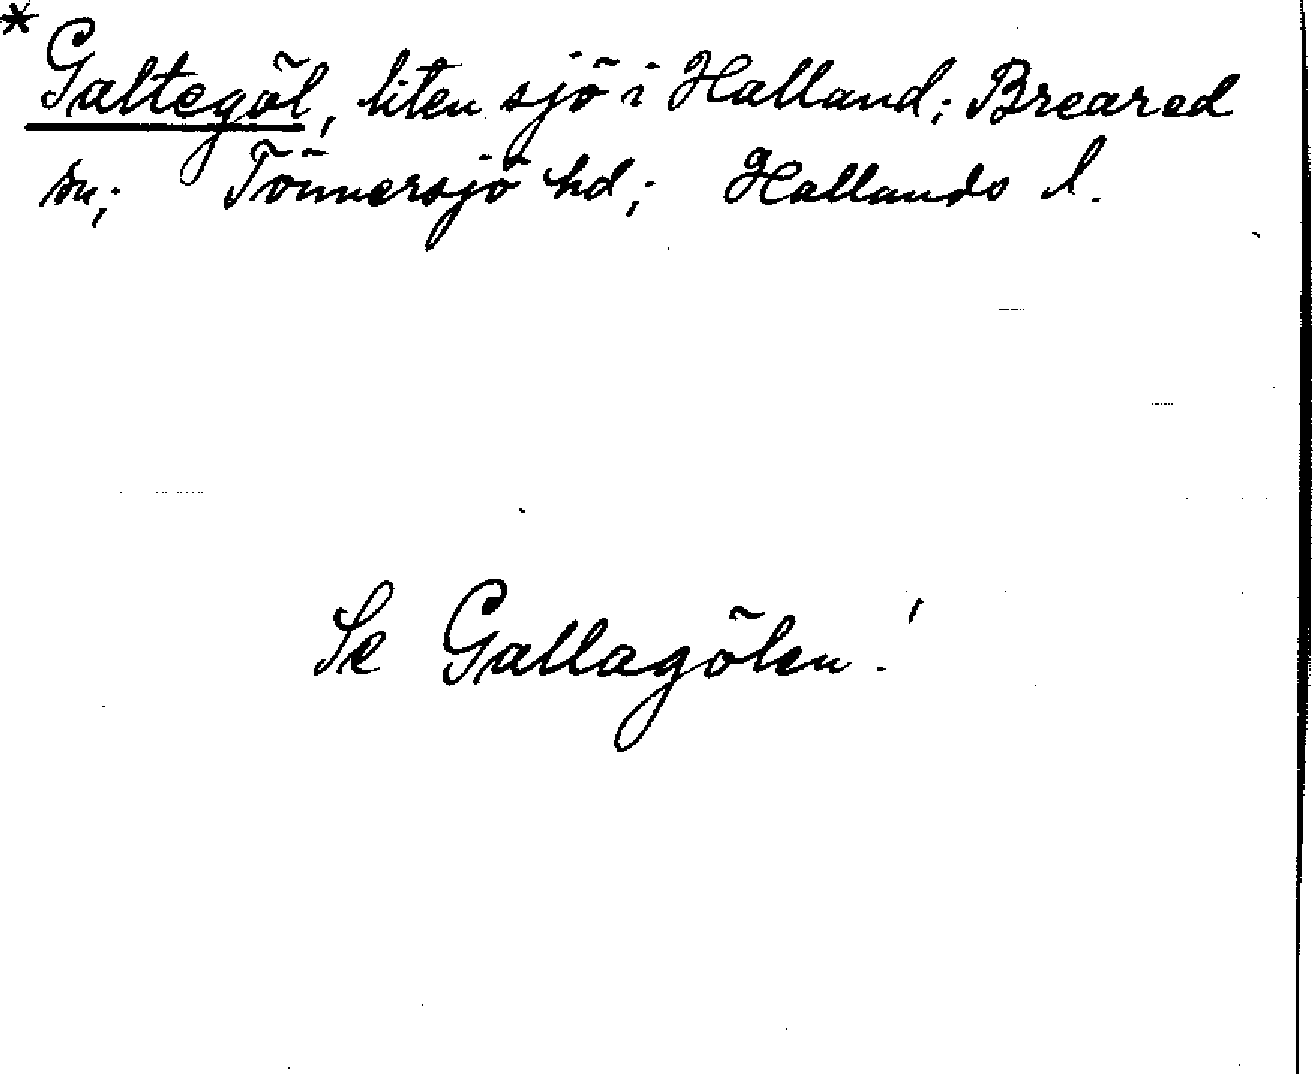 * Galtegöl, liten sjö i Halland; Breared
sn; Tönnersjö hd; Hallands l.
Se Gallagölen!